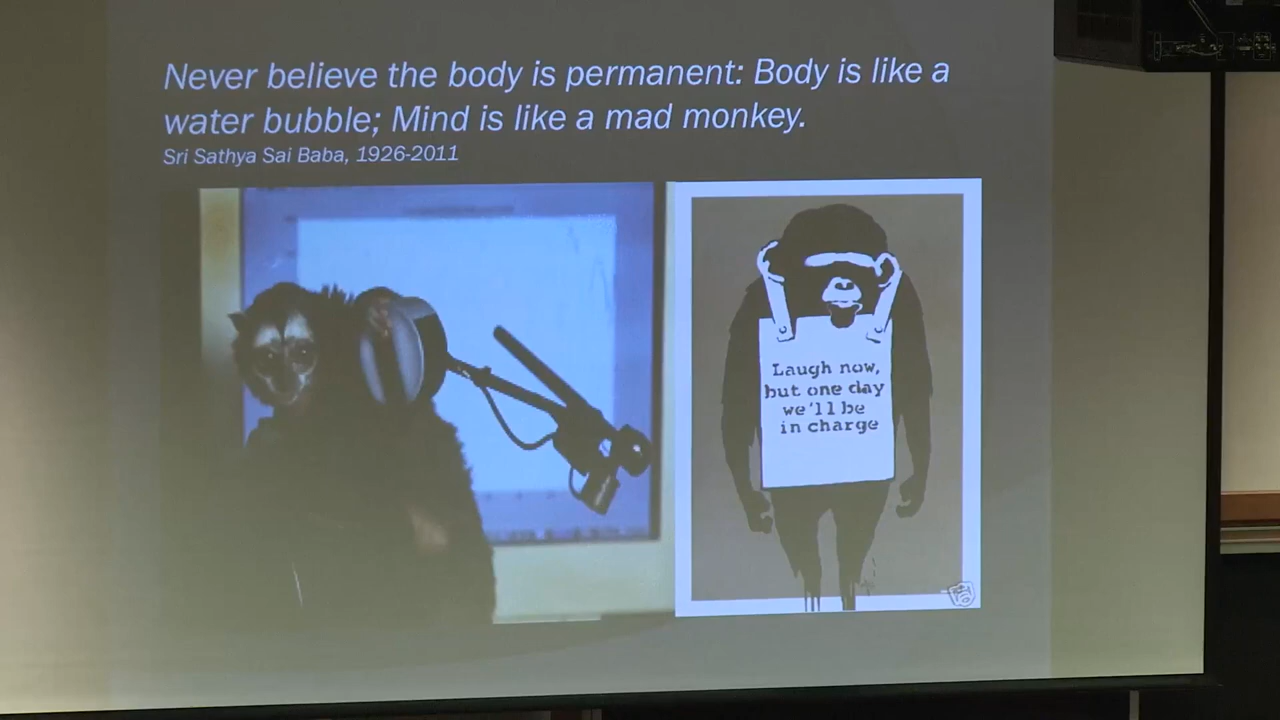 Never believe the body is permanent: Body is like a
water bubble; Mind is like a mad monkey.
Sri Sathya Sai Baba, 1926-2011
Laugh now,
but one day
we'll be
in charge